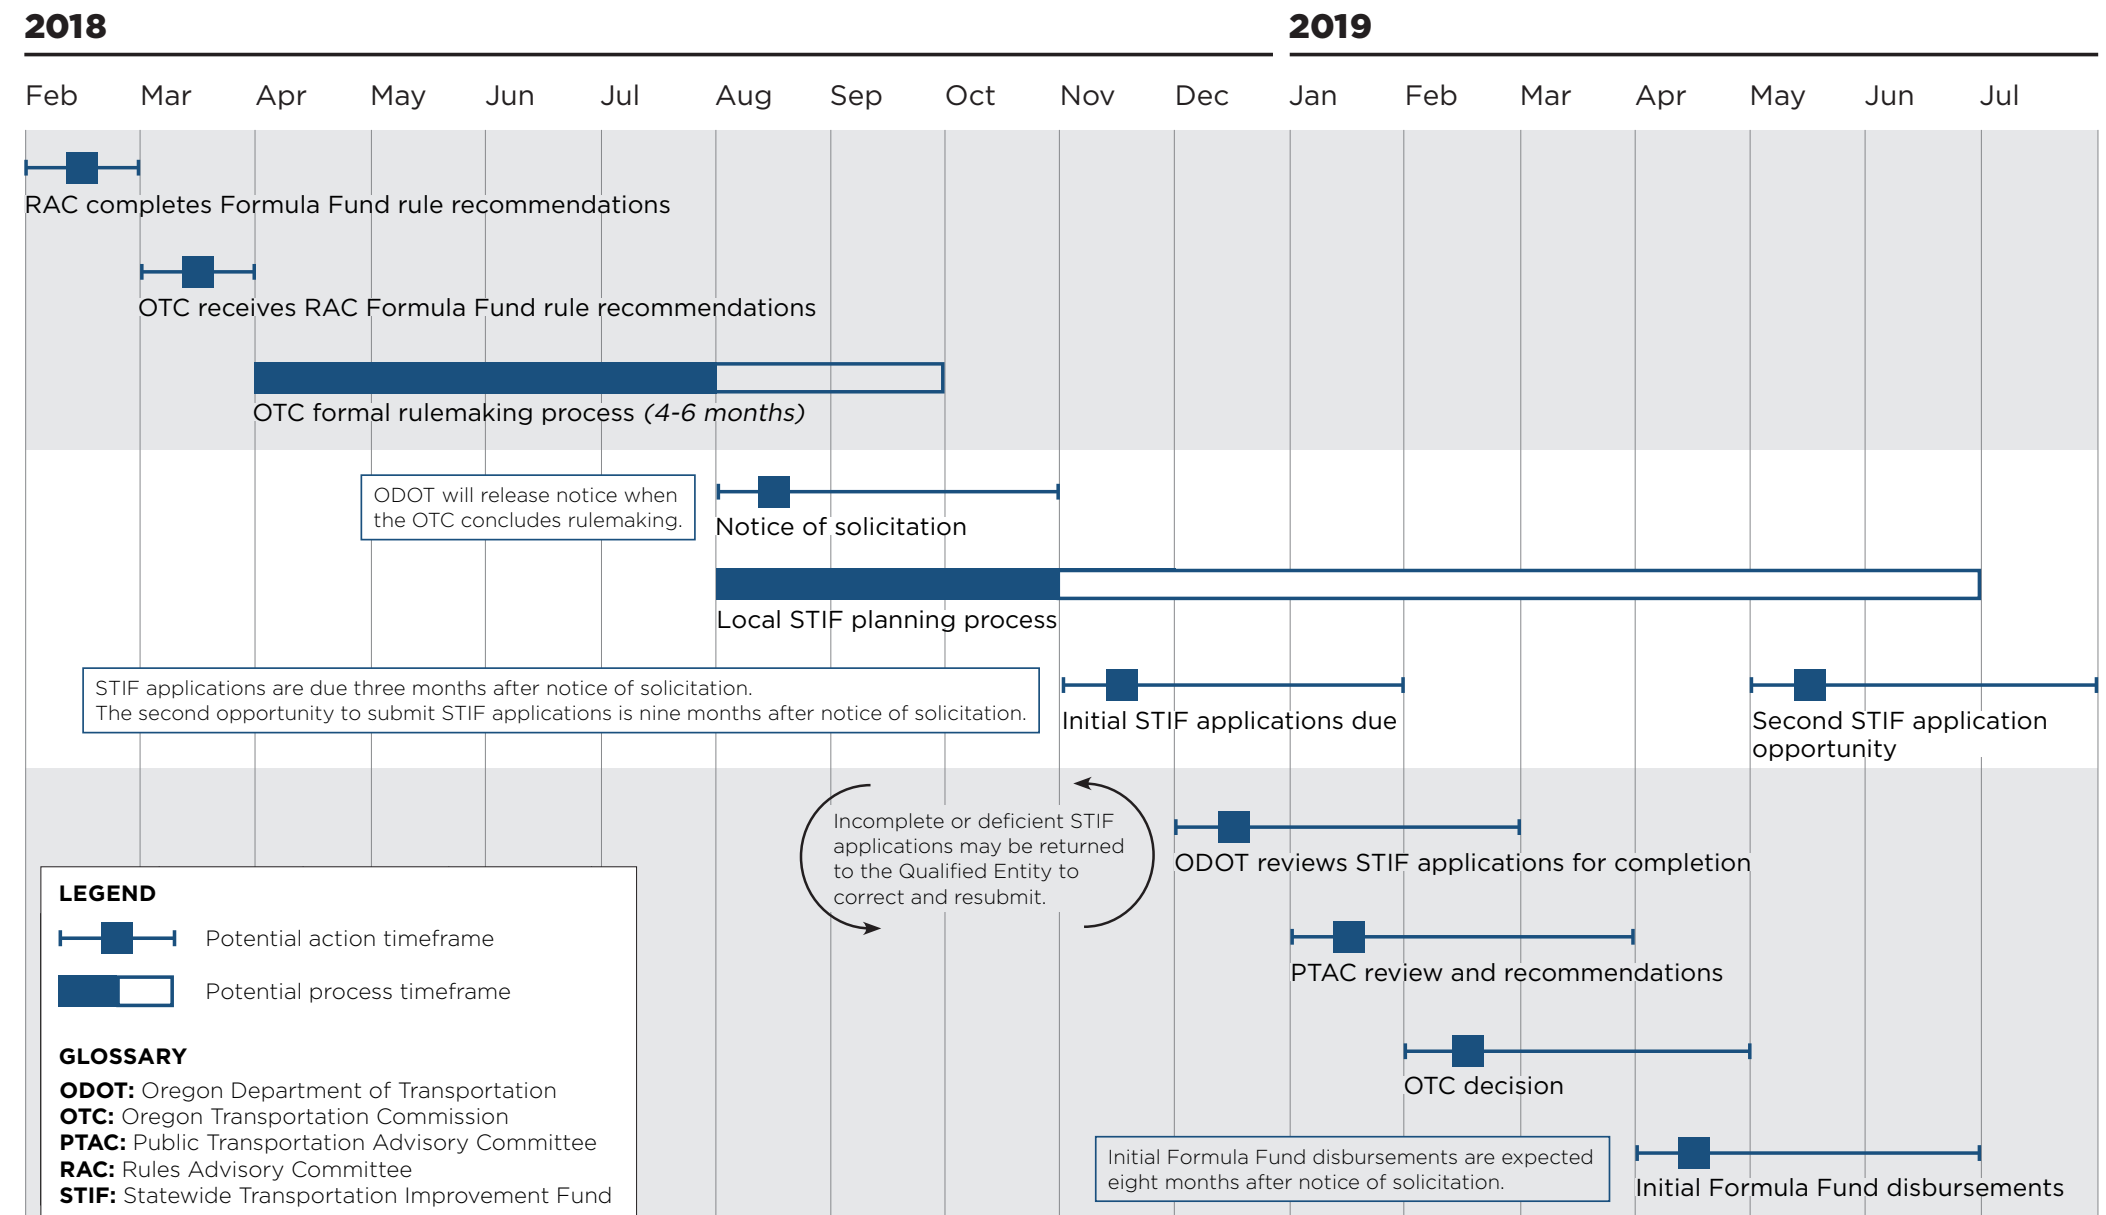 2018
2019
Feb Mar Apr May Jun Jul Aug Sep Oct Nov Dec Jan Feb Mar Apr May Jun Jul
RAC completes Formula Fund rule recommendations
OTC receives RAC Formula Fund rule recommendations
OTC formal rulemaking process (4-6 months)
ODOT will release notice when
the OTC concludes rulemaking.
Notice of solicitation
Local STIF planning process
STIF applications are due three months after notice of solicitation.
The second opportunity to submit STIF applications is nine months after notice of solicitation.
Initial STIF applications due
Second STIF application
opportunity
Incomplete or deficient STIF
applications may be returned
to the Qualified Entity to
correct and resubmit.
ODOT reviews STIF applications for completion
PTAC review and recommendations
OTC decision
Initial Formula Fund disbursements are expected
eight months after notice of solicitation.
Initial Formula Fund disbursements
LEGEND
Potential action timeframe
Potential process timeframe
GLOSSARY
ODOT: Oregon Department of Transportation
OTC: Oregon Transportation Commission
PTAC: Public Transportation Advisory Committee
RAC: Rules Advisory Committee
STIF: Statewide Transportation Improvement Fund